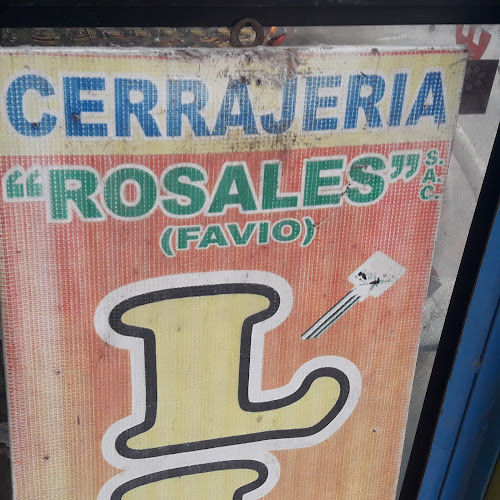 CERRAJERIA
"ROSALES" S.A.C.
(FAVIO)
L